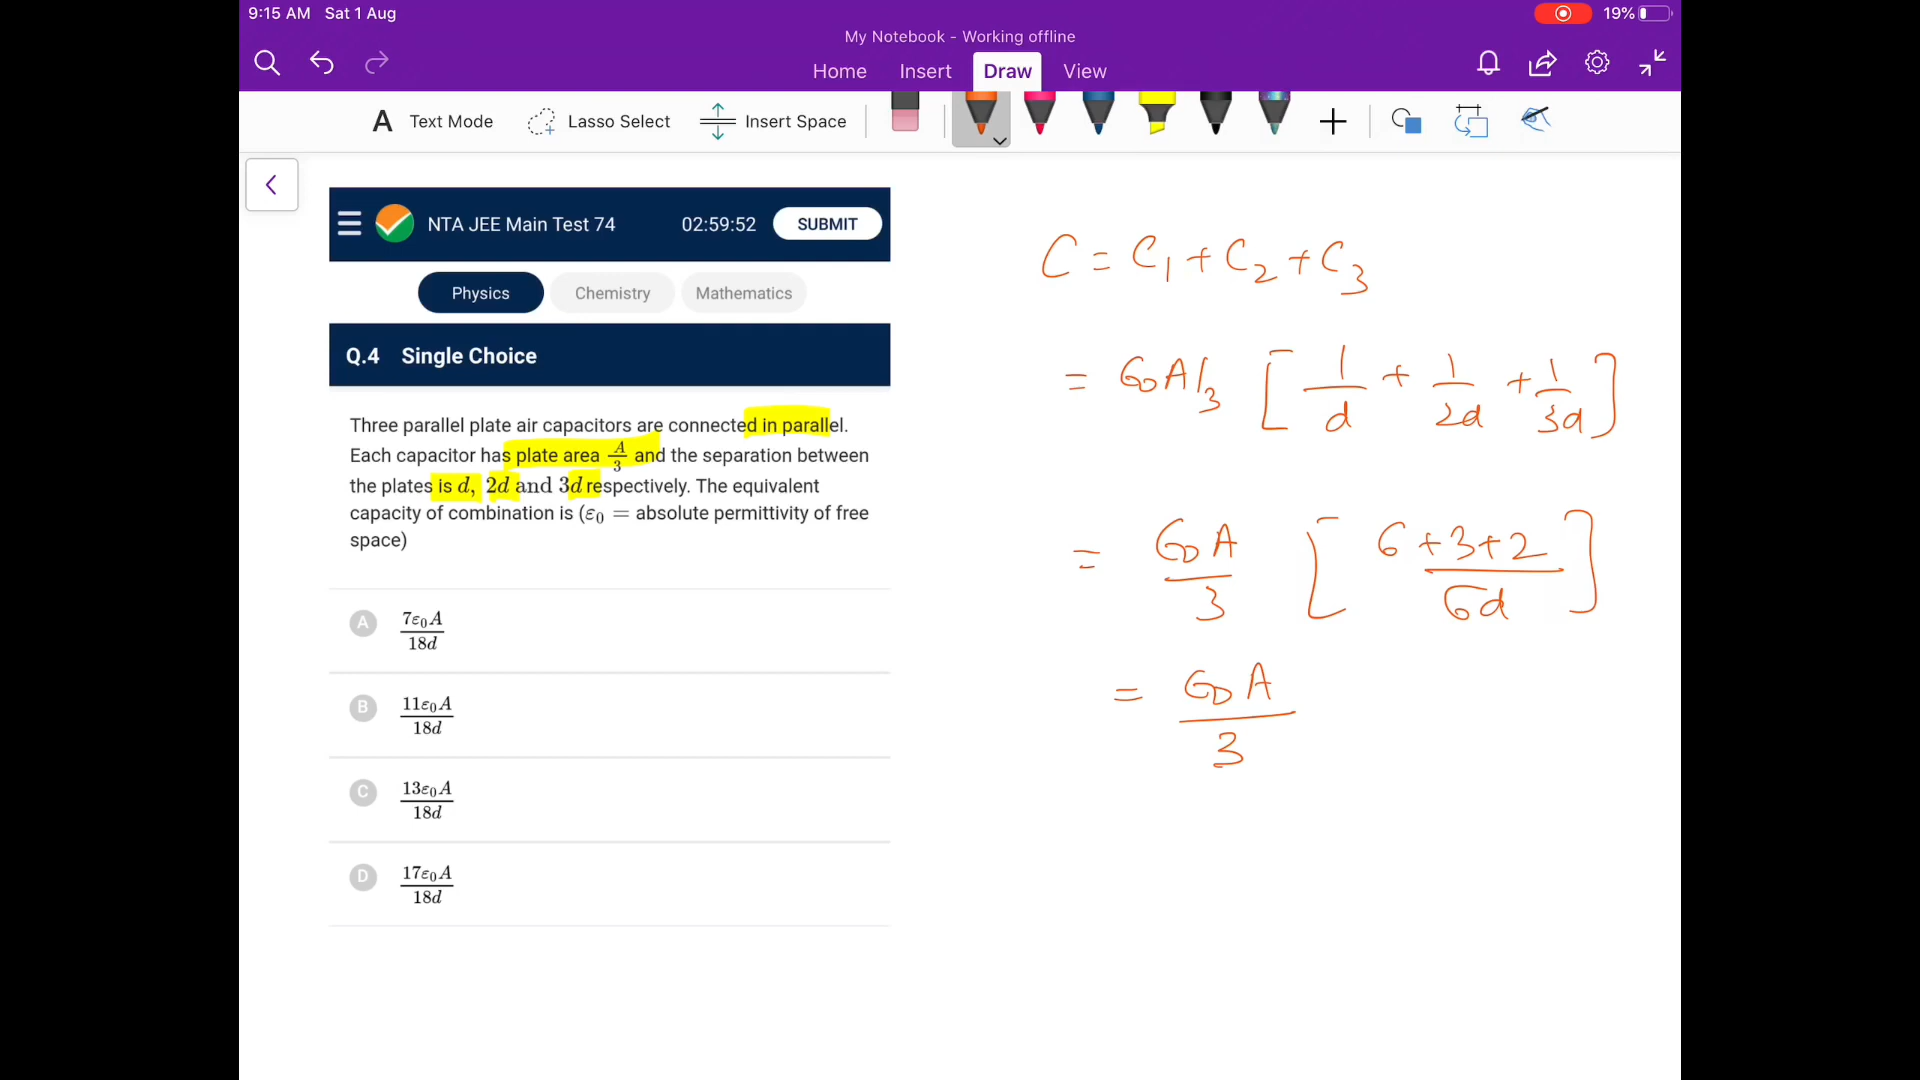 9:15 AM Sat 1 Aug
19%
My Notebook - Working offline
Home Insert Draw View
A Text Mode Lasso Select Insert Space
NTA JEE Main Test 74 02:59:52 SUBMIT
Physics Chemistry Mathematics
Q.4 Single Choice
Three parallel plate air capacitors are connected in parallel.
Each capacitor has plate area A/3 and the separation between
the plates is d, 2d and 3d respectively. The equivalent
capacity of combination is (ε₀ = absolute permittivity of free
space)
A 7ε₀A/18d
B 11ε₀A/18d
C 13ε₀A/18d
D 17ε₀A/18d
C = C₁ + C₂ + C₃
= ε₀A/3 [1/d + 1/2d + 1/3d]
= ε₀A/3 [6+3+2/6d]
= ε₀A/3